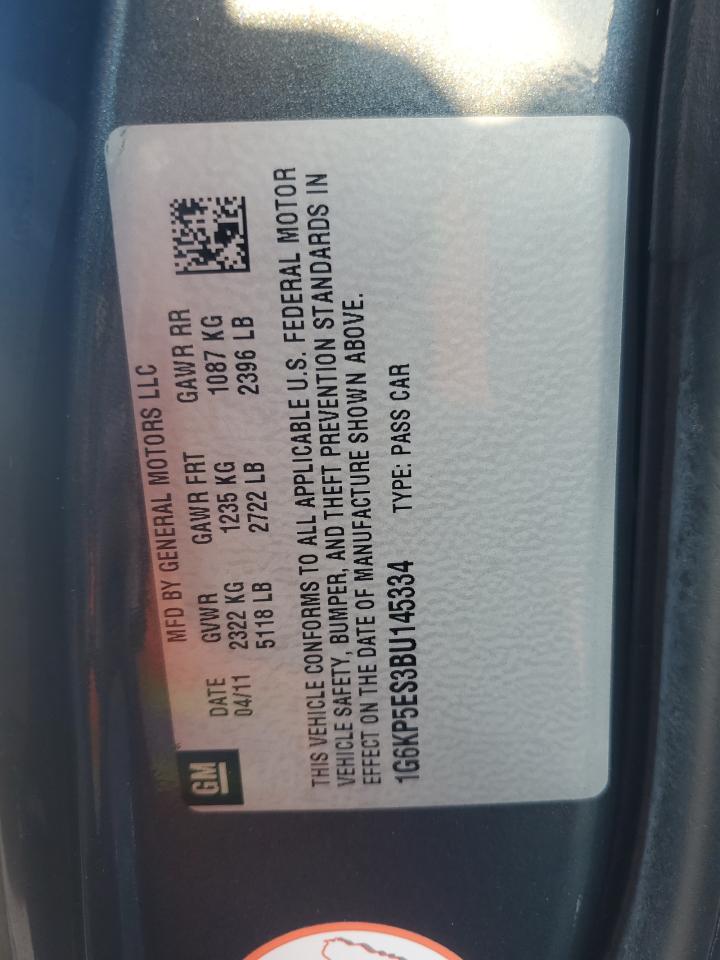 MFD BY GENERAL MOTORS LLC
DATE GVWR GAWR FRT GAWR RR
04/11 2322 KG 1235 KG 1087 KG
5118 LB 2722 LB 2396 LB
GM
THIS VEHICLE CONFORMS TO ALL APPLICABLE U.S. FEDERAL MOTOR
VEHICLE SAFETY, BUMPER, AND THEFT PREVENTION STANDARDS IN
EFFECT ON THE DATE OF MANUFACTURE SHOWN ABOVE.
1G6KP5ES3BU145334 TYPE: PASS CAR